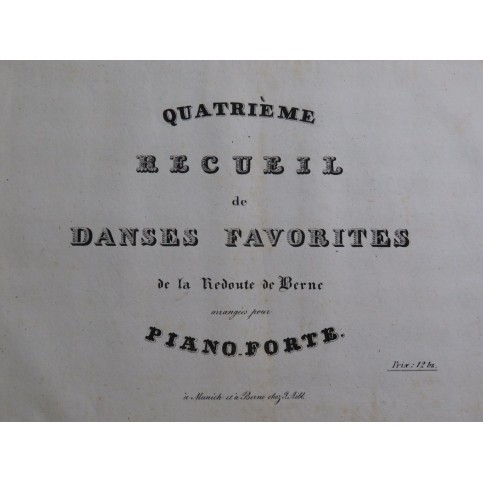 QUATRIÈME
RECUEIL
de
DANSES FAVORITES
de la Redoute de Berne
arrangées pour
PIANO-FORTE.
Prix: 12 bz.
à Munich et à Berne chez J. Aibl.